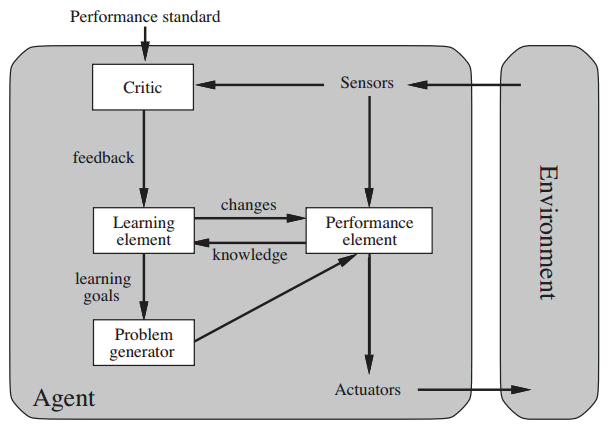 Performance standard
Critic
Sensors
feedback
changes
Learning
element
Performance
element
knowledge
learning
goals
Problem
generator
Agent
Actuators
Environment